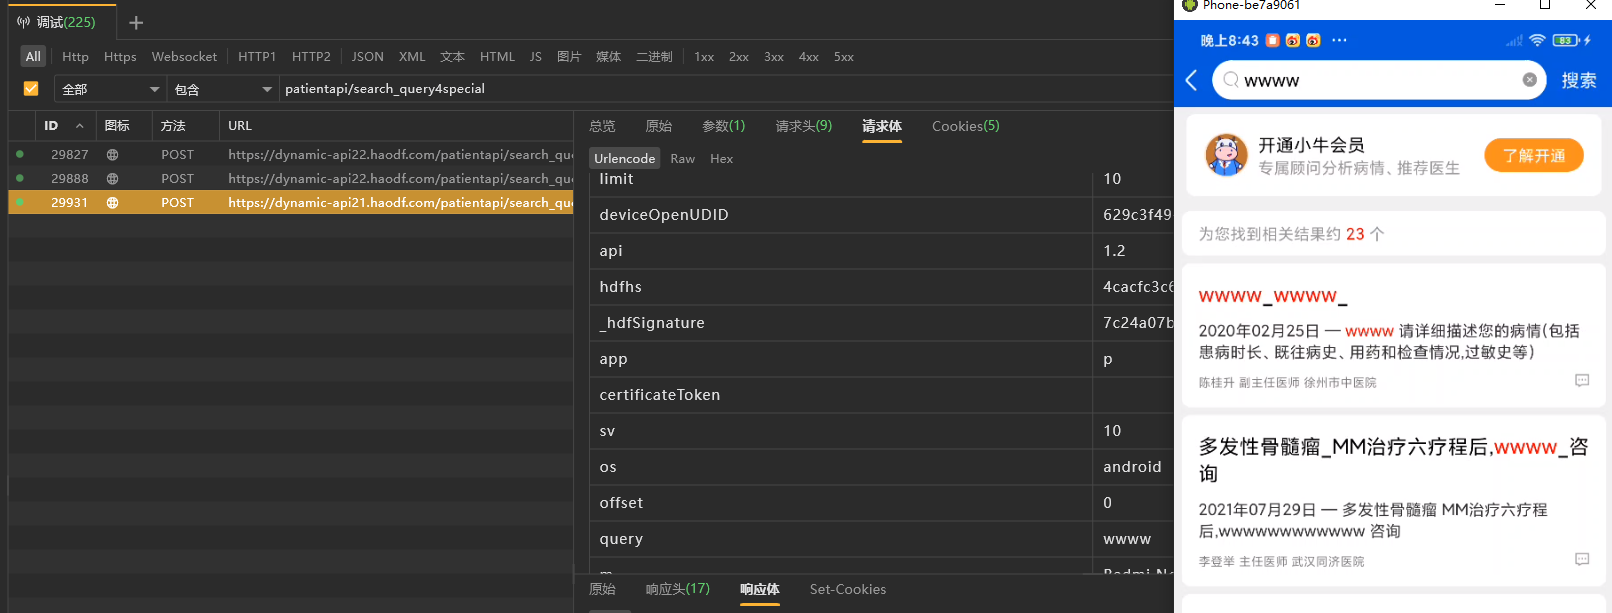 调试(225)
All Http Https Websocket HTTP1 HTTP2 JSON XML 文本 HTML JS 图片 媒体 二进制 1xx 2xx 3xx 4xx 5xx
全部 包含 patientapi/search_query4special
ID 图标 方法 URL
29827 POST https://dynamic-api22.haodf.com/patientapi/search_qu
29888 POST https://dynamic-api22.haodf.com/patientapi/search_qu
29931 POST https://dynamic-api21.haodf.com/patientapi/search_qu
总览 原始 参数(1) 请求头(9) 请求体 Cookies(5)
Urlencode Raw Hex
limit 10
deviceOpenUDID 629c3f49
api 1.2
hdfhs 4cacfc3c6
_hdfSignature 7c24a07b
app p
certificateToken
sv 10
os android
offset 0
query wwww
原始 响应头(17) 响应体 Set-Cookies
Phone-be7a9061
晚上8:43 83
wwww 搜索
开通小牛会员
专属顾问分析病情、推荐医生
了解开通
为您找到相关结果约 23 个
wwww_wwww_
2020年02月25日 — wwww 请详细描述您的病情(包括
患病时长、既往病史、用药和检查情况,过敏史等)
陈桂升 副主任医师 徐州市中医院
多发性骨髓瘤_MM治疗六疗程后,wwww_咨
询
2021年07月29日 — 多发性骨髓瘤 MM治疗六疗程
后,wwwwwwwwwwww 咨询
李登举 主任医师 武汉同济医院